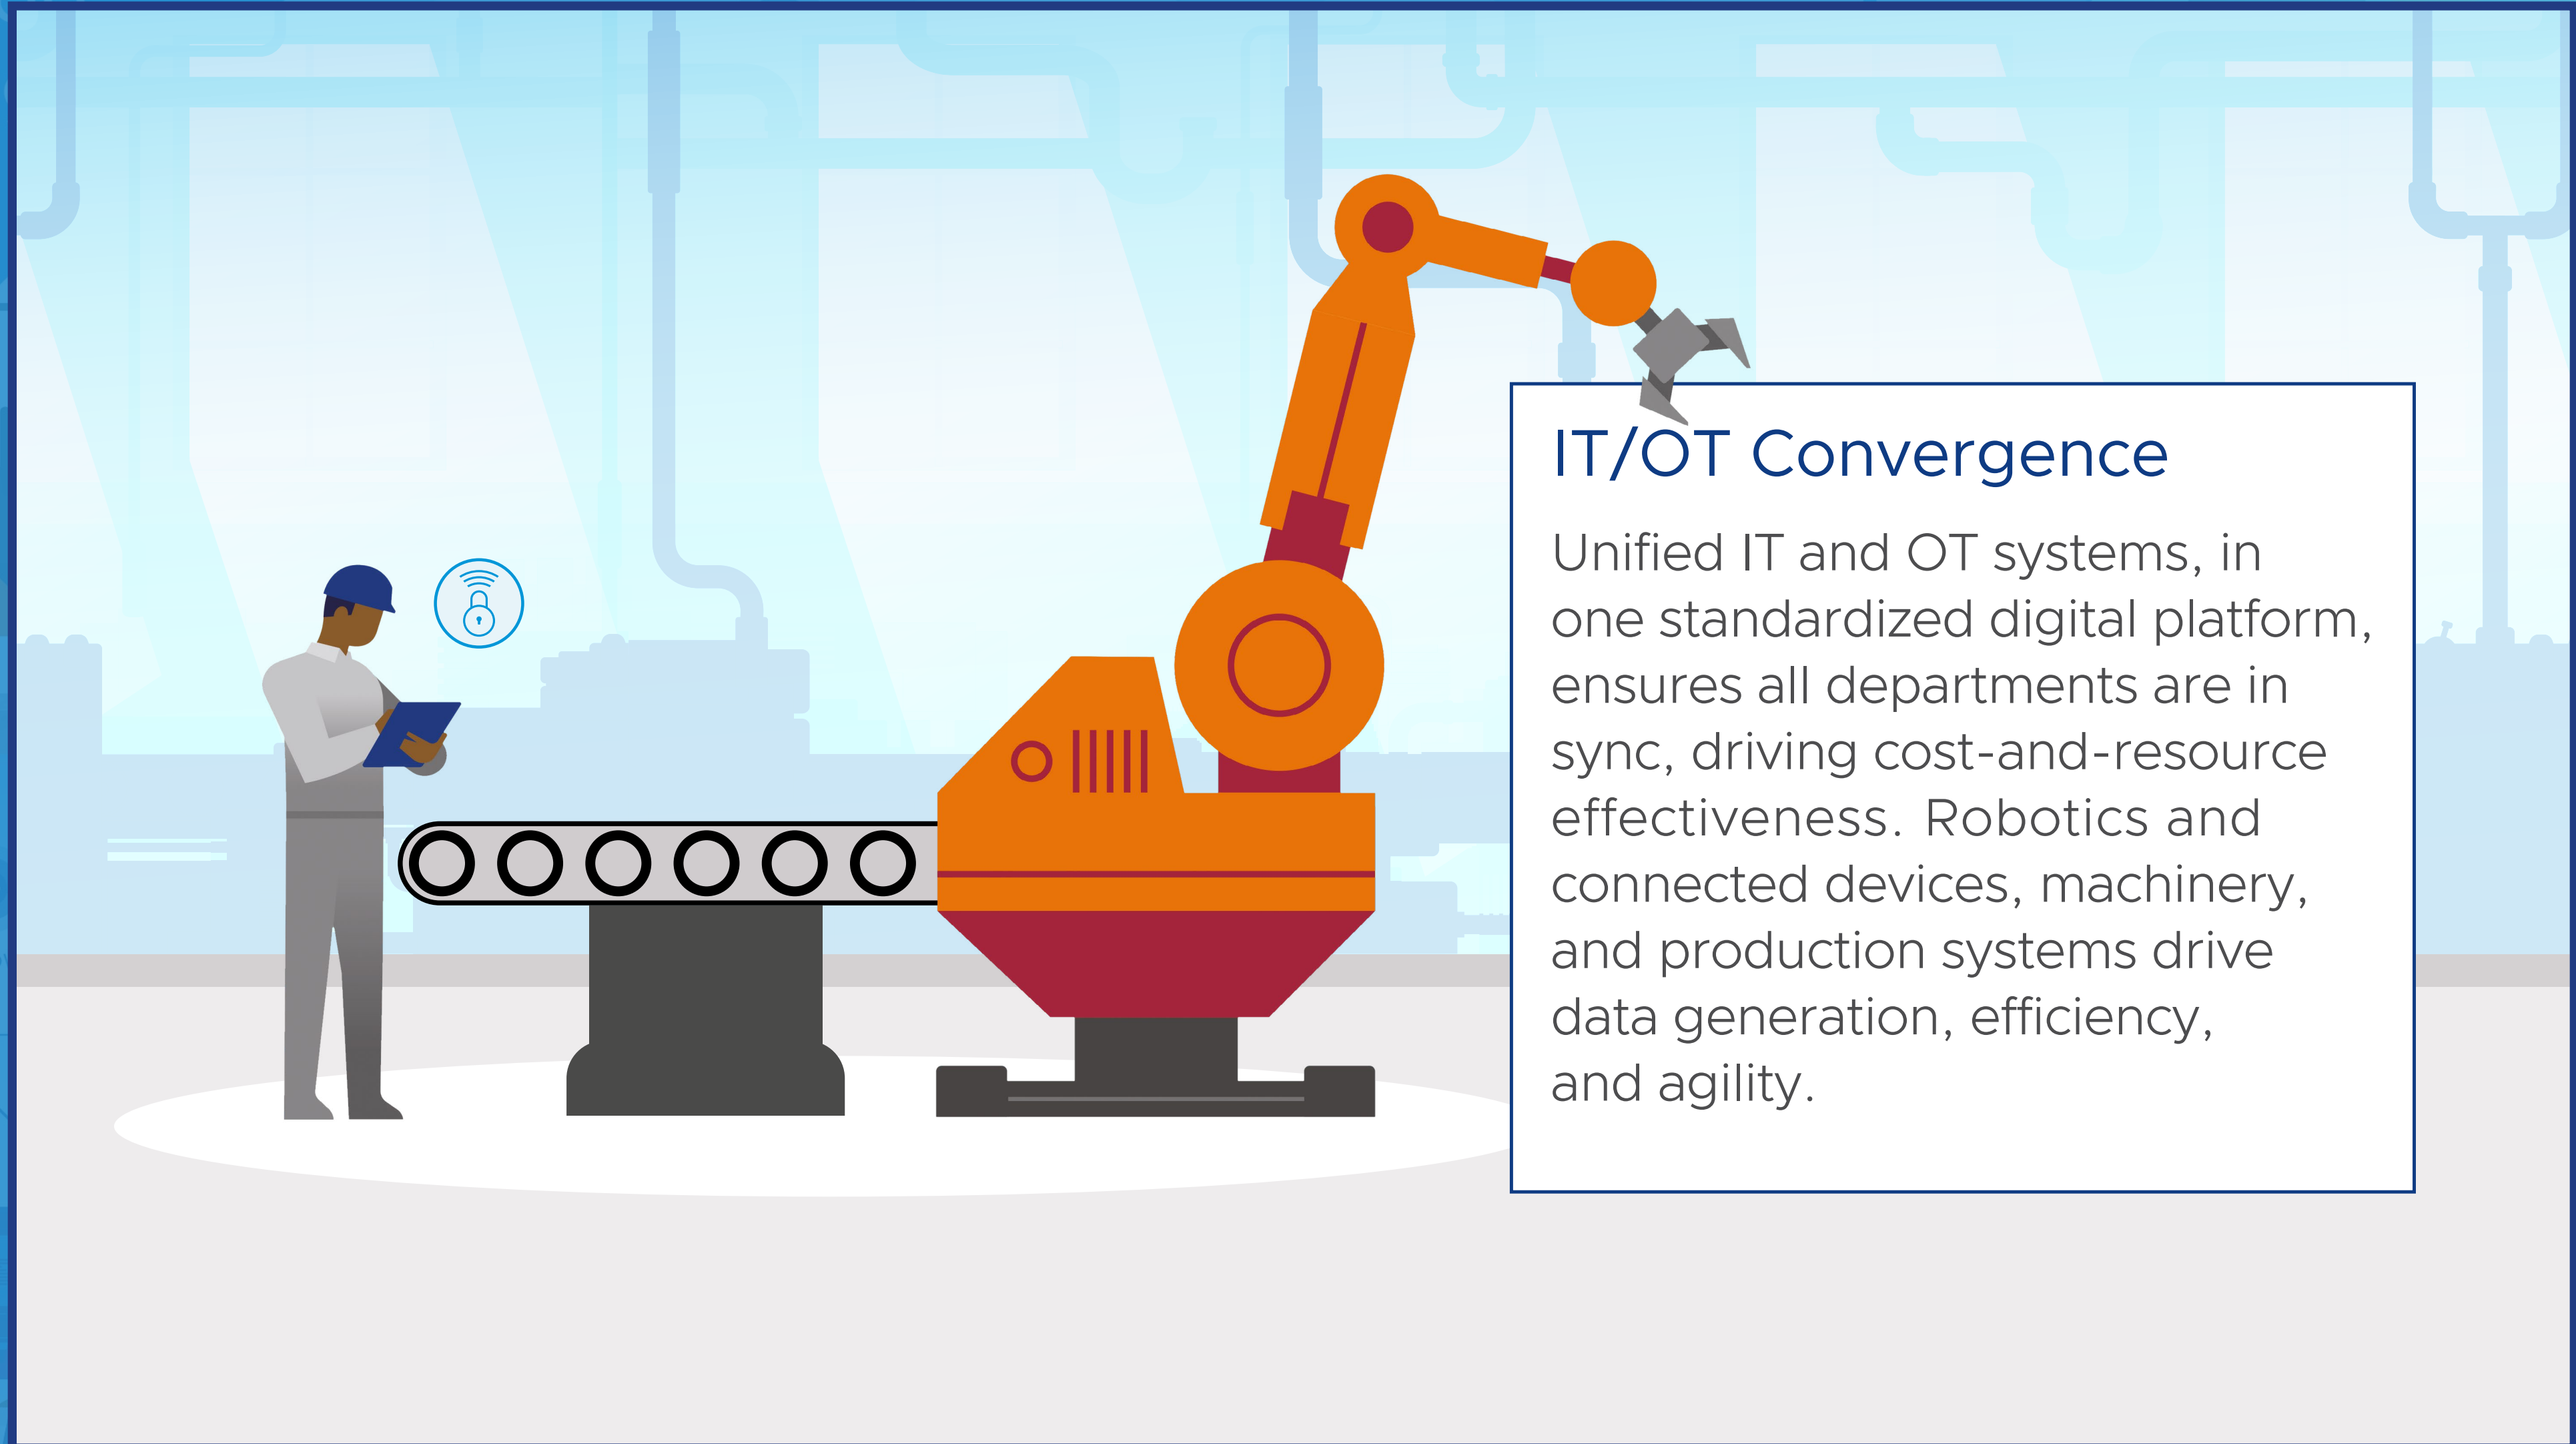 IT/OT Convergence
Unified IT and OT systems, in
one standardized digital platform,
ensures all departments are in
sync, driving cost-and-resource
effectiveness. Robotics and
connected devices, machinery,
and production systems drive
data generation, efficiency,
and agility.